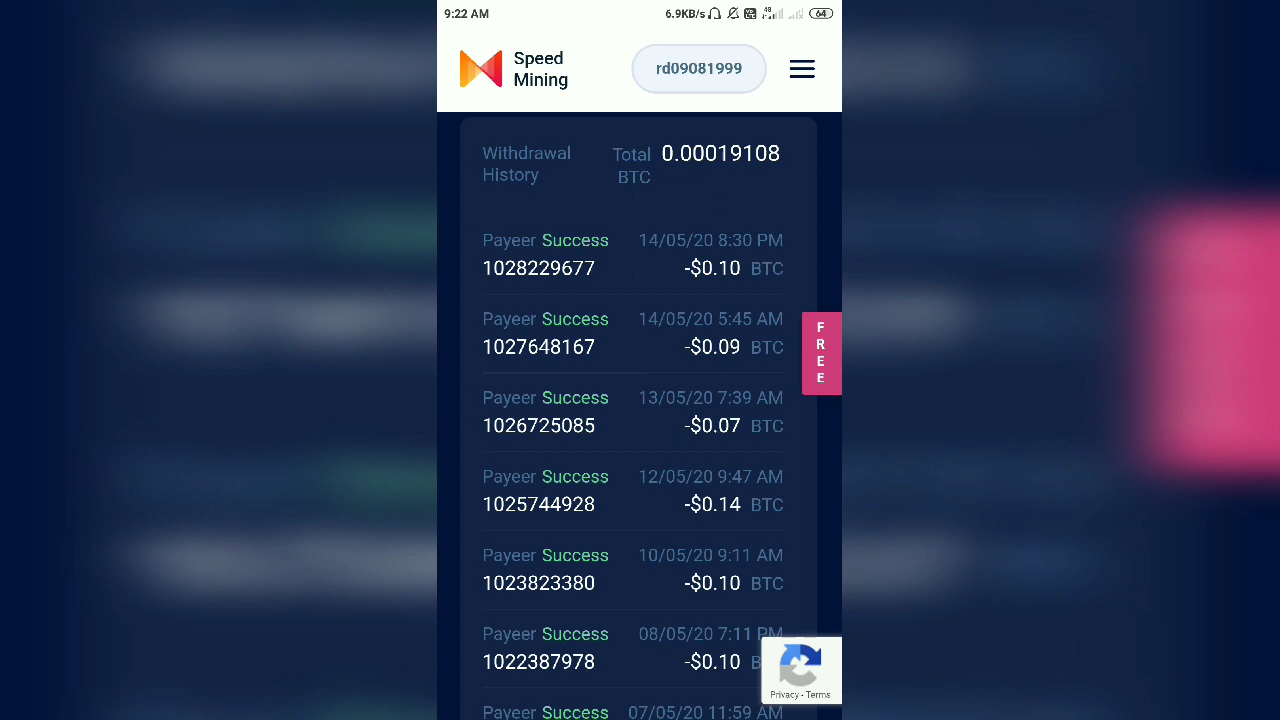 9:22 AM 6.9KB/s 4G 64
Speed
Mining
rd09081999
Withdrawal
History
Total
BTC
0.00019108
Payeer Success 14/05/20 8:30 PM
1028229677 -$0.10 BTC
Payeer Success 14/05/20 5:45 AM
1027648167 -$0.09 BTC
FREE
Payeer Success 13/05/20 7:39 AM
1026725085 -$0.07 BTC
Payeer Success 12/05/20 9:47 AM
1025744928 -$0.14 BTC
Payeer Success 10/05/20 9:11 AM
1023823380 -$0.10 BTC
Payeer Success 08/05/20 7:11 PM
1022387978 -$0.10 B
Privacy - Terms
Payeer Success 07/05/20 11:59 AM